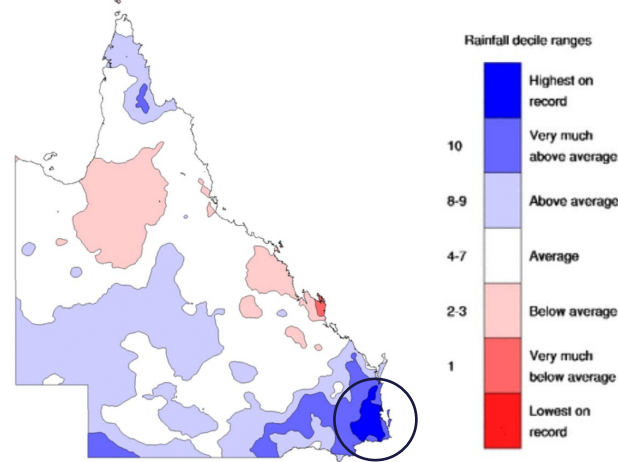 Rainfall decile ranges
Highest on
record
10
Very much
above average
8-9
Above average
4-7
Average
2-3
Below average
1
Very much
below average
Lowest on
record